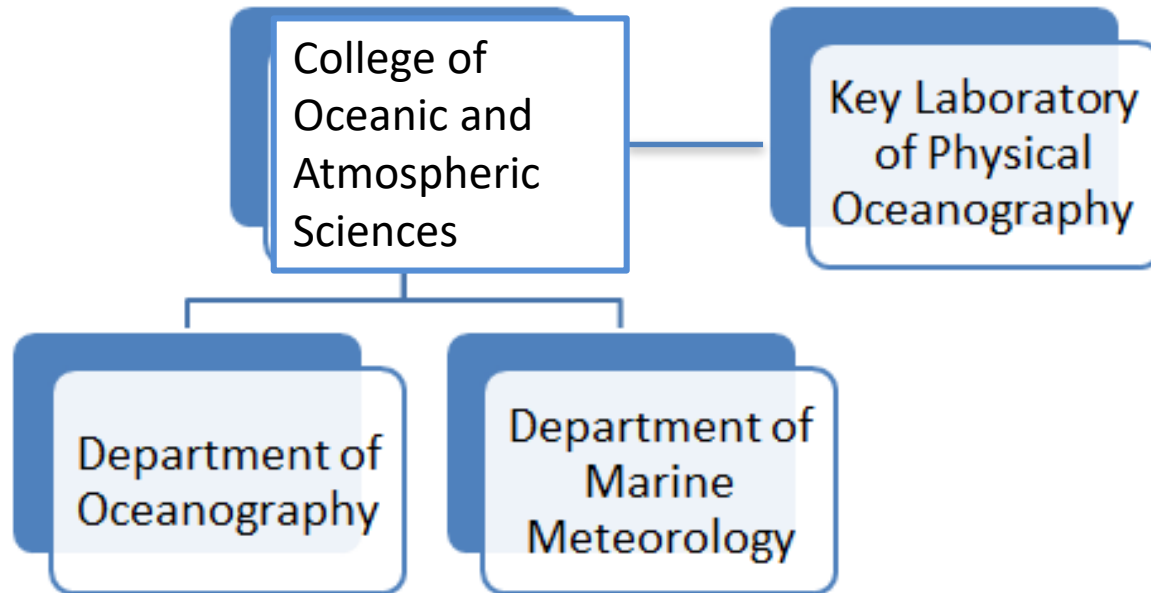 College of
Oceanic and
Atmospheric
Sciences
Key Laboratory
of Physical
Oceanography
Department of
Oceanography
Department of
Marine
Meteorology